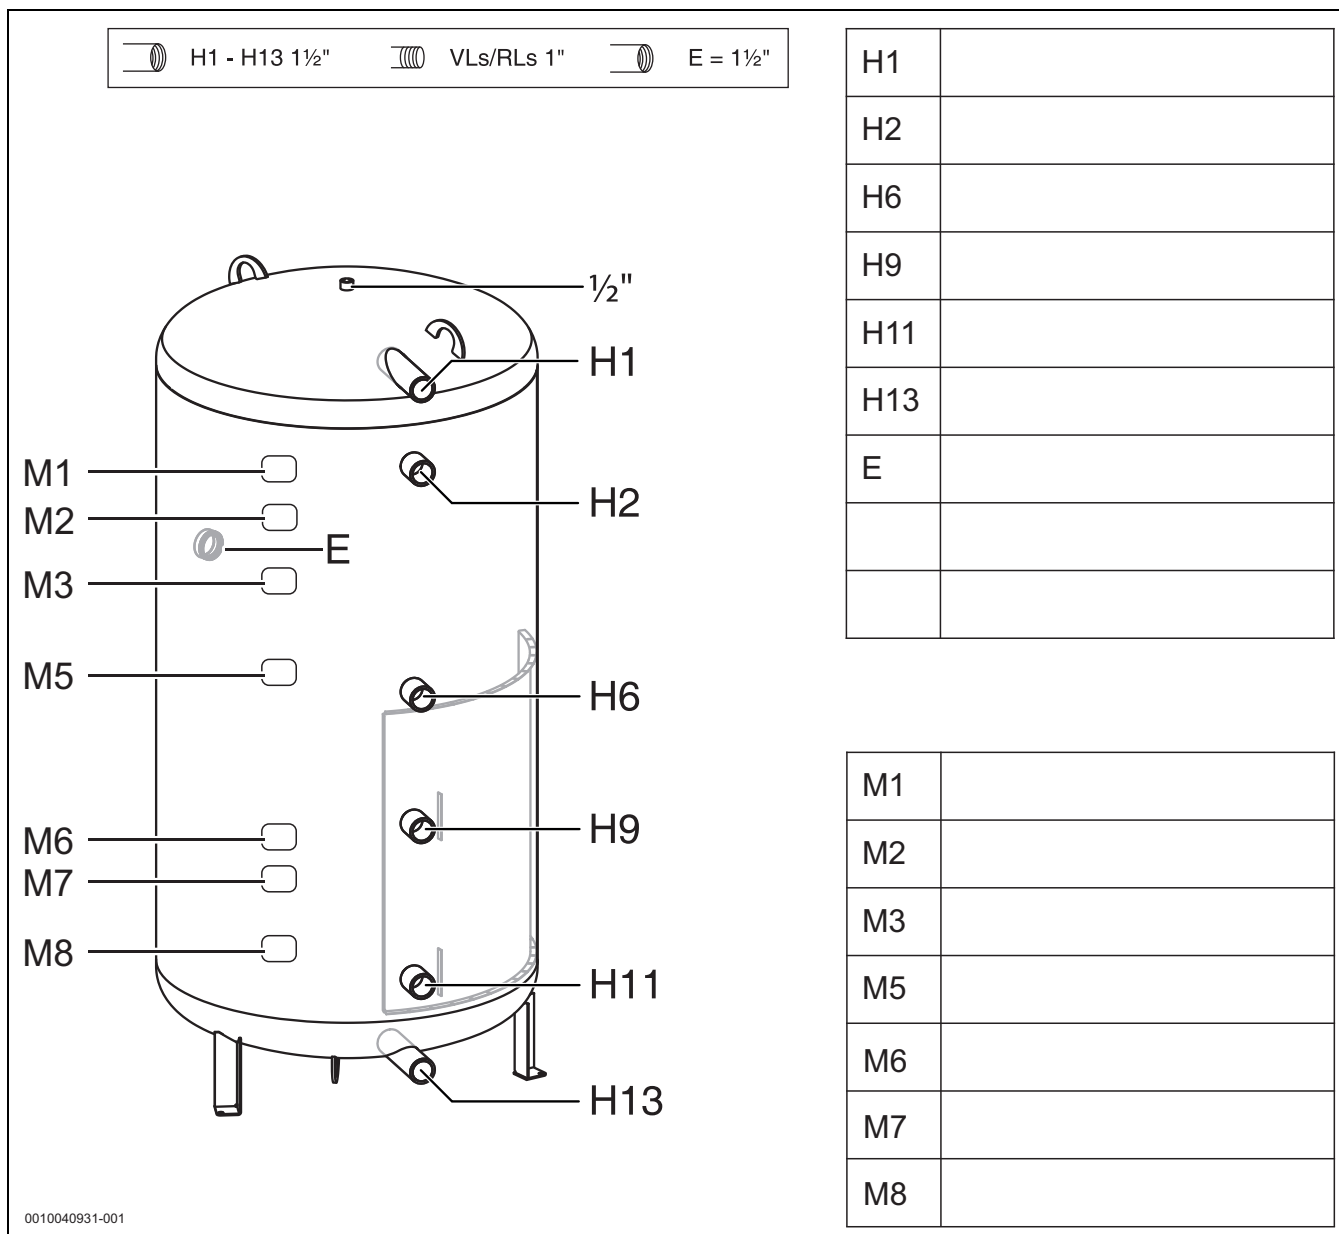 H1 - H13 1½"
VLs/RLs 1"
E = 1½"
½"
H1
H2
H6
H9
H11
H13
M1
M2
E
M3
M5
M6
M7
M8
H1
H2
H6
H9
H11
H13
E
M1
M2
M3
M5
M6
M7
M8
0010040931-001